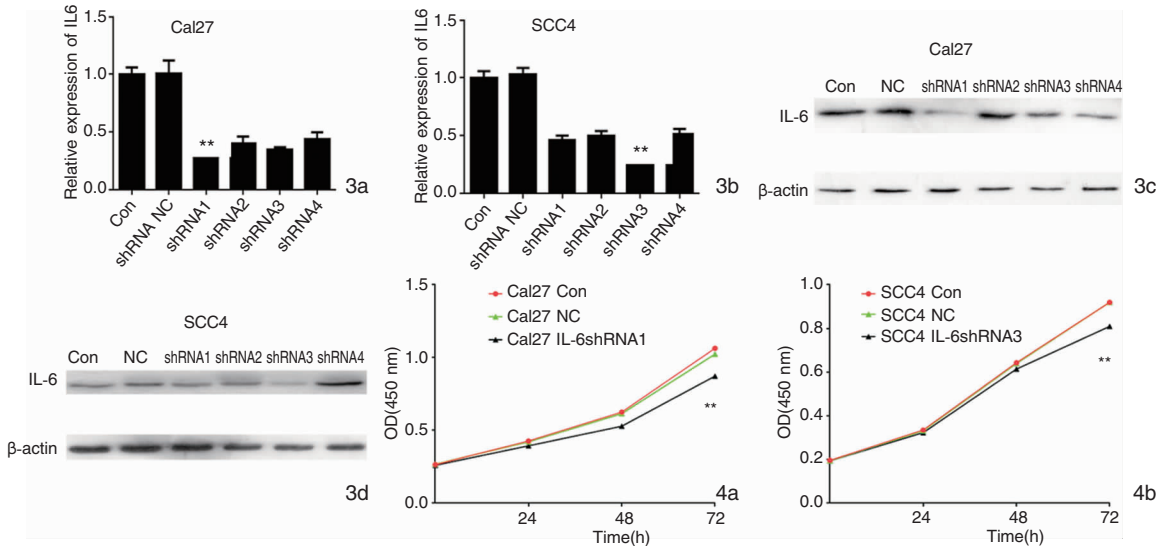 Cal27
Relative expression of IL6
1.5
1.0
0.5
0.0
**
Con
shRNA NC
shRNA1
shRNA2
shRNA3
shRNA4
3a
SCC4
Relative expression of IL6
1.5
1.0
0.5
0.0
**
Con
shRNA NC
shRNA1
shRNA2
shRNA3
shRNA4
3b
Cal27
Con NC shRNA1 shRNA2 shRNA3 shRNA4
IL-6
β-actin
3c
SCC4
Con NC shRNA1 shRNA2 shRNA3 shRNA4
IL-6
β-actin
3d
Cal27 Con
Cal27 NC
Cal27 IL-6shRNA1
OD(450 nm)
1.5
1.0
0.5
0.0
**
24 48 72
Time(h)
4a
SCC4 Con
SCC4 NC
SCC4 IL-6shRNA3
OD(450 nm)
1.0
0.8
0.6
0.4
0.2
0.0
**
24 48 72
Time(h)
4b